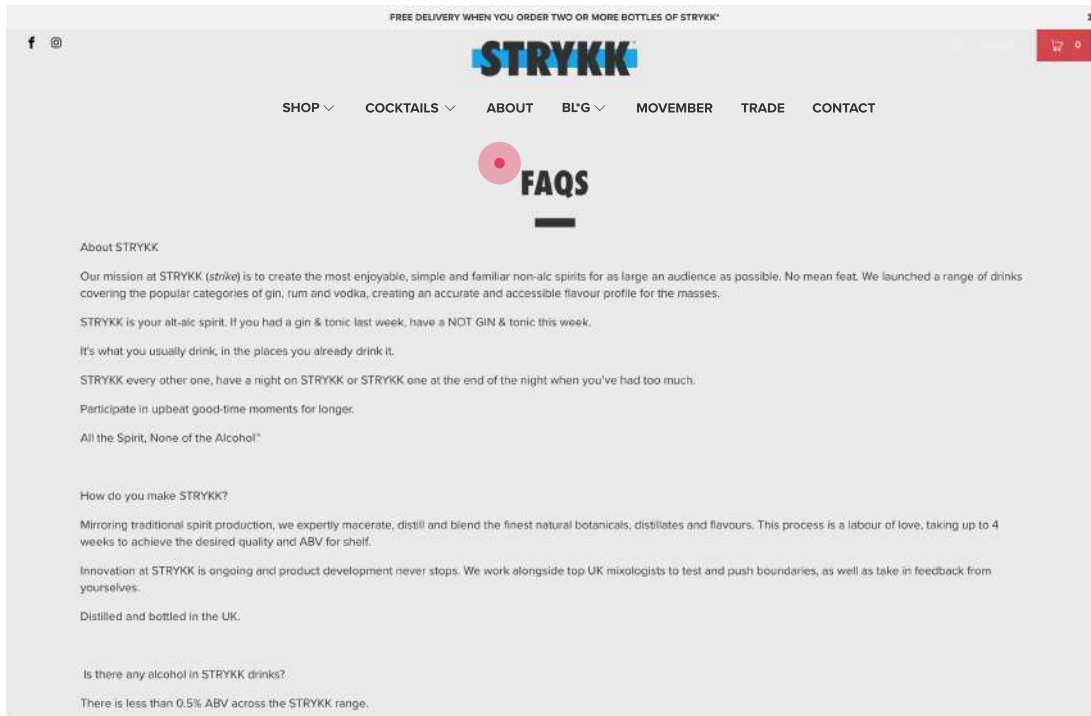 FREE DELIVERY WHEN YOU ORDER TWO OR MORE BOTTLES OF STRYKK*
STRYKK
0
SHOP COCKTAILS ABOUT BL*G MOVEMBER TRADE CONTACT
FAQS
About STRYKK
Our mission at STRYKK (strike) is to create the most enjoyable, simple and familiar non-alc spirits for as large an audience as possible. No mean feat. We launched a range of drinks
covering the popular categories of gin, rum and vodka, creating an accurate and accessible flavour profile for the masses.
STRYKK is your alt-alc spirit. If you had a gin & tonic last week, have a NOT GIN & tonic this week.
It's what you usually drink, in the places you already drink it.
STRYKK every other one, have a night on STRYKK or STRYKK one at the end of the night when you've had too much.
Participate in upbeat good-time moments for longer.
All the Spirit, None of the Alcohol™
How do you make STRYKK?
Mirroring traditional spirit production, we expertly macerate, distill and blend the finest natural botanicals, distillates and flavours. This process is a labour of love, taking up to 4
weeks to achieve the desired quality and ABV for shelf.
Innovation at STRYKK is ongoing and product development never stops. We work alongside top UK mixologists to test and push boundaries, as well as take in feedback from
yourselves.
Distilled and bottled in the UK.
Is there any alcohol in STRYKK drinks?
There is less than 0.5% ABV across the STRYKK range.